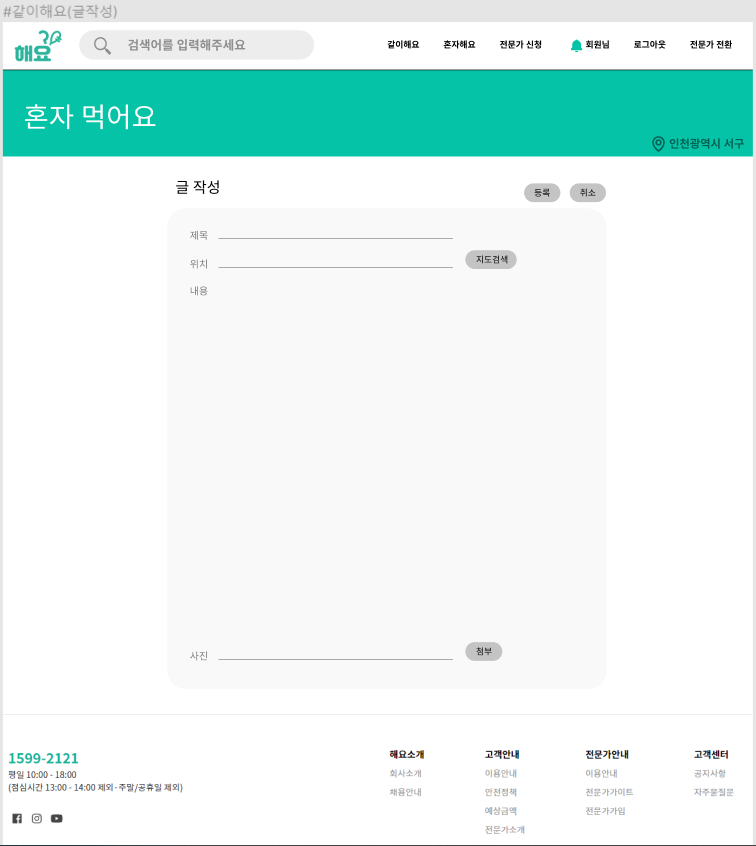 #같이해요(글작성)
해요
검색어를 입력해주세요
같이해요 혼자해요 전문가 신청 회원님 로그아웃 전문가 전환
혼자 먹어요
인천광역시 서구
글 작성
등록 취소
제목
위치 지도검색
내용
사진 첨부
1599-2121
평일 10:00 - 18:00
(점심시간 13:00 - 14:00 제외 · 주말/공휴일 제외)
해요소개 고객안내 전문가안내 고객센터
회사소개 이용안내 이용안내 공지사항
채용안내 안전정책 전문가가이트 자주묻질문
예상금액 전문가가입
전문가소개